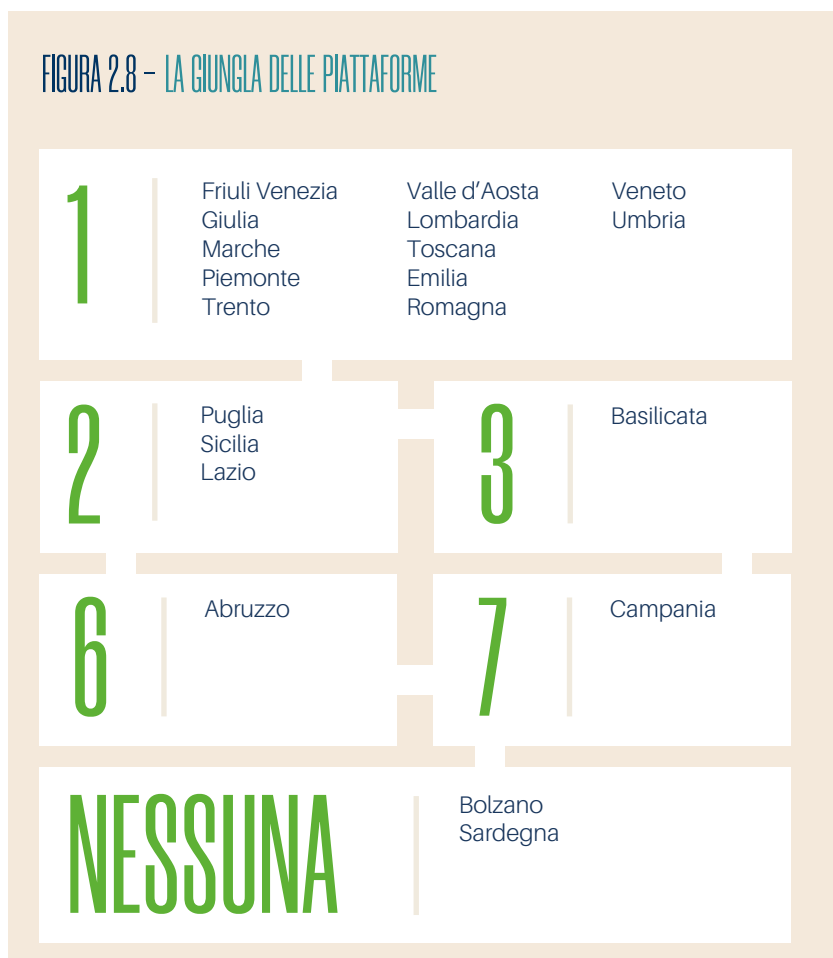 FIGURA 2.8 – LA GIUNGLA DELLE PIATTAFORME
1
Friuli Venezia
Giulia
Marche
Piemonte
Trento
Valle d'Aosta
Lombardia
Toscana
Emilia
Romagna
Veneto
Umbria
2
Puglia
Sicilia
Lazio
3
Basilicata
6
Abruzzo
7
Campania
NESSUNA
Bolzano
Sardegna